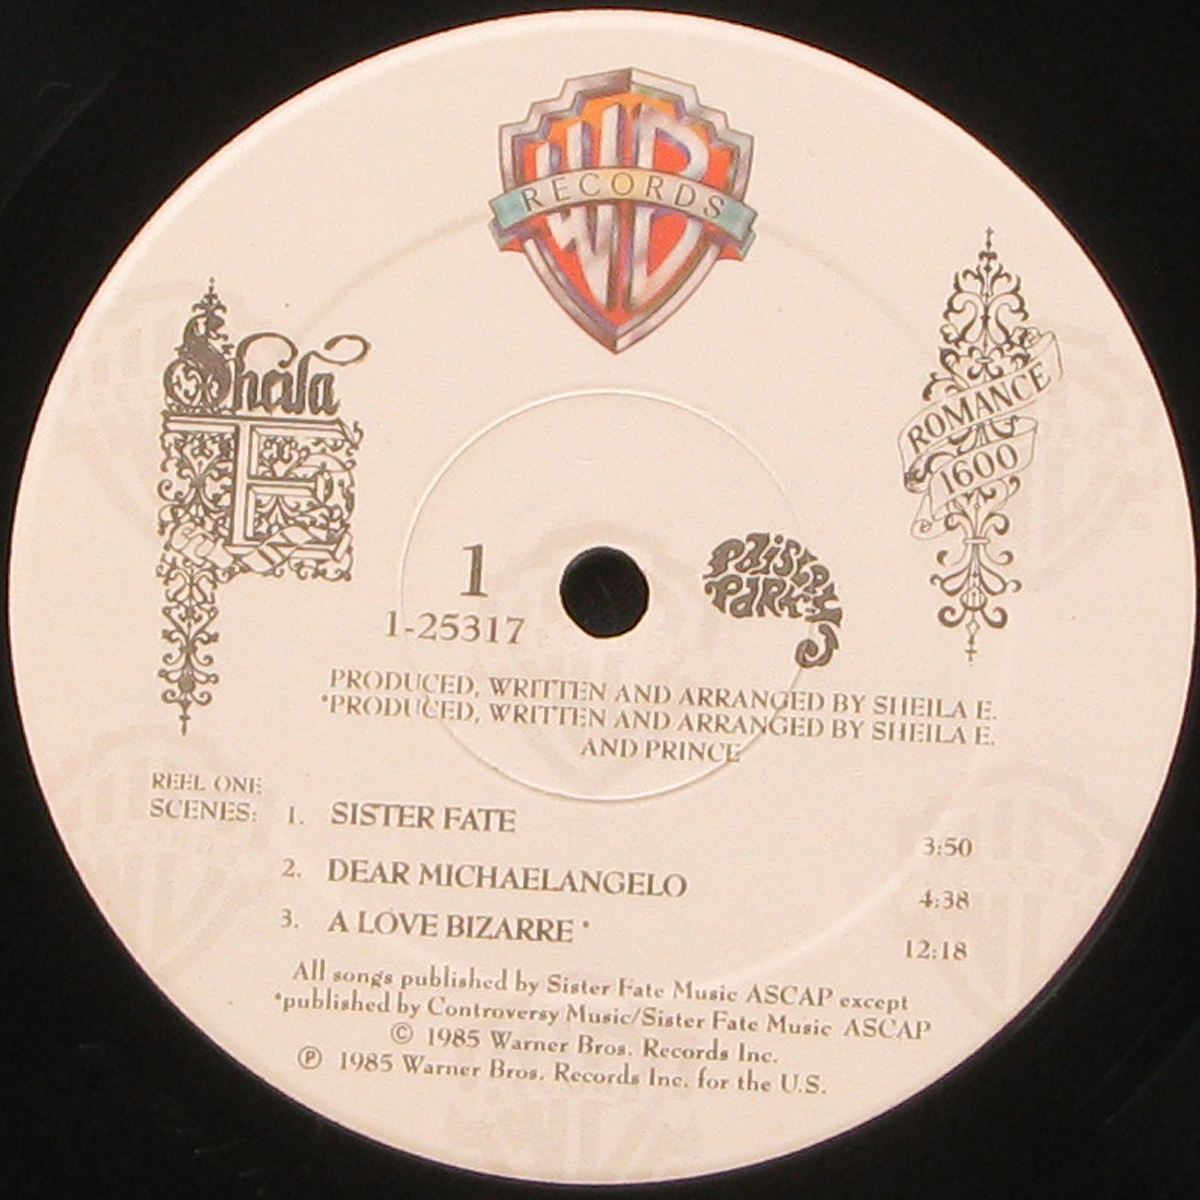 WB
RECORDS
Sheila
E
ROMANCE
1600
1
1-25317
Paisley
Park
PRODUCED, WRITTEN AND ARRANGED BY SHEILA E.
*PRODUCED, WRITTEN AND ARRANGED BY SHEILA E.
AND PRINCE
REEL ONE
SCENES: 1. SISTER FATE 3:50
2. DEAR MICHAELANGELO 4:38
3. A LOVE BIZARRE * 12:18
All songs published by Sister Fate Music ASCAP except
*published by Controversy Music/Sister Fate Music ASCAP
© 1985 Warner Bros. Records Inc.
℗ 1985 Warner Bros. Records Inc. for the U.S.